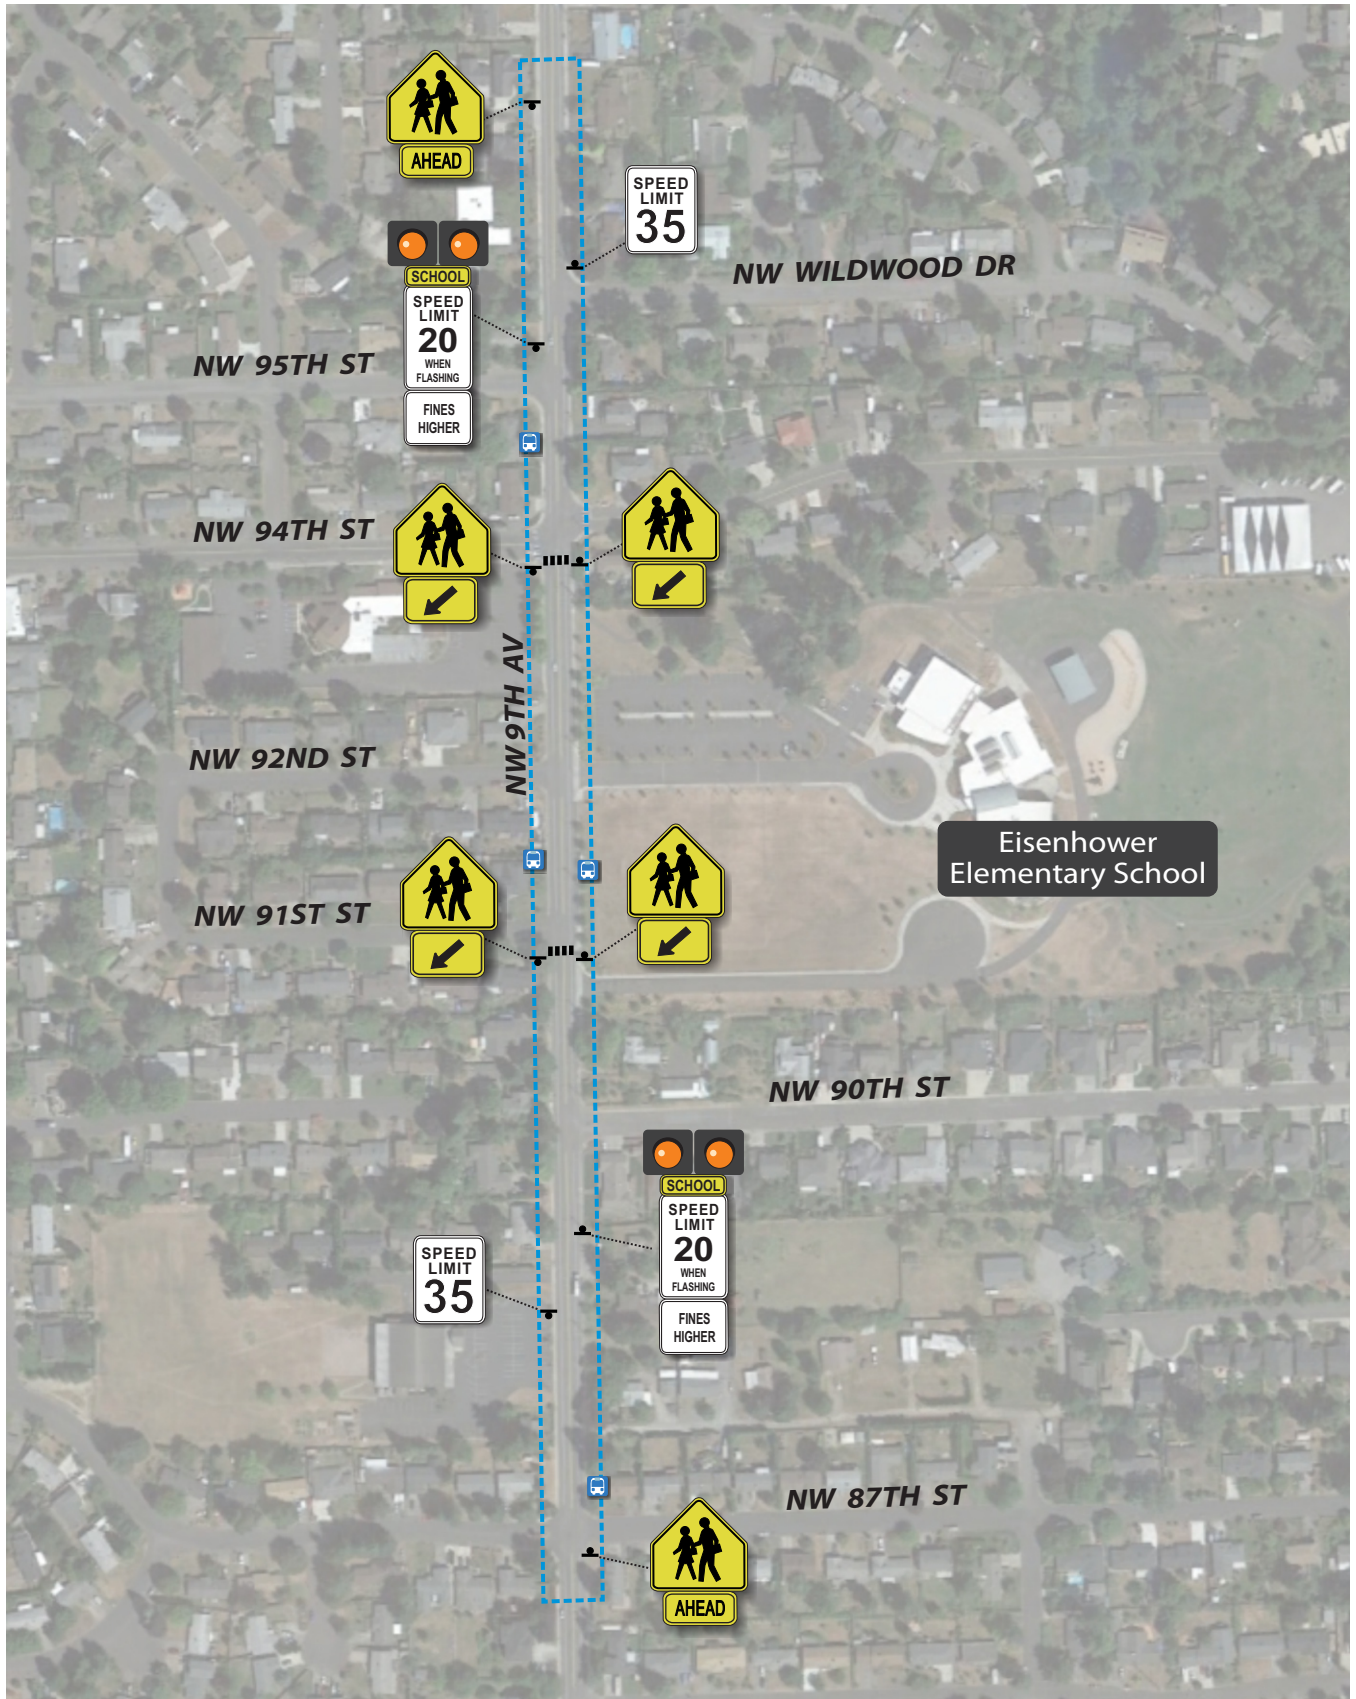 AHEAD
SPEED
LIMIT
35
NW WILDWOOD DR
SCHOOL
SPEED
LIMIT
20
WHEN
FLASHING
FINES
HIGHER
NW 95TH ST
NW 94TH ST
NW 9TH AV
NW 92ND ST
Eisenhower
Elementary School
NW 91ST ST
NW 90TH ST
SCHOOL
SPEED
LIMIT
20
WHEN
FLASHING
FINES
HIGHER
SPEED
LIMIT
35
NW 87TH ST
AHEAD